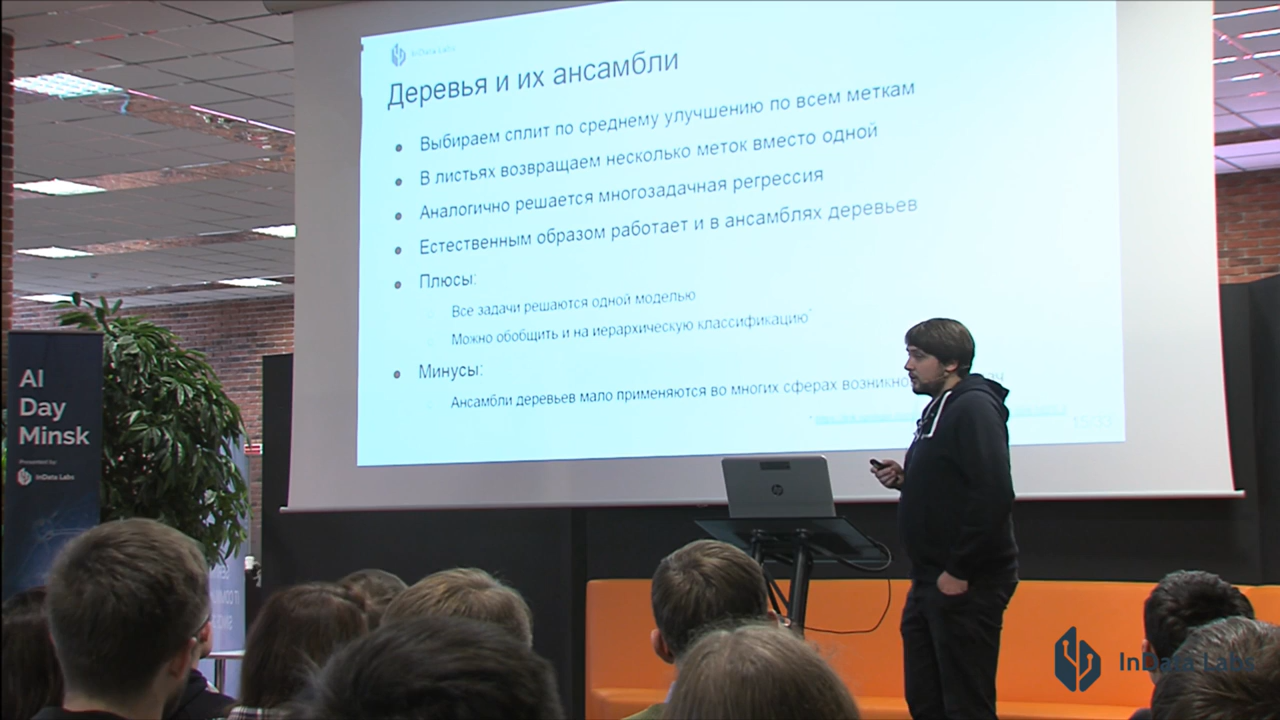 InData Labs
Деревья и их ансамбли
Выбираем сплит по среднему улучшению по всем меткам
В листьях возвращаем несколько меток вместо одной
Аналогично решается многозадачная регрессия
Естественным образом работает и в ансамблях деревьев
Плюсы:
Все задачи решаются одной моделью
Можно обобщить и на иерархическую классификацию*
Минусы:
Ансамбли деревьев мало применяются во многих сферах
AI
Day
Minsk
Presented by:
InData Labs
hp
InData Labs